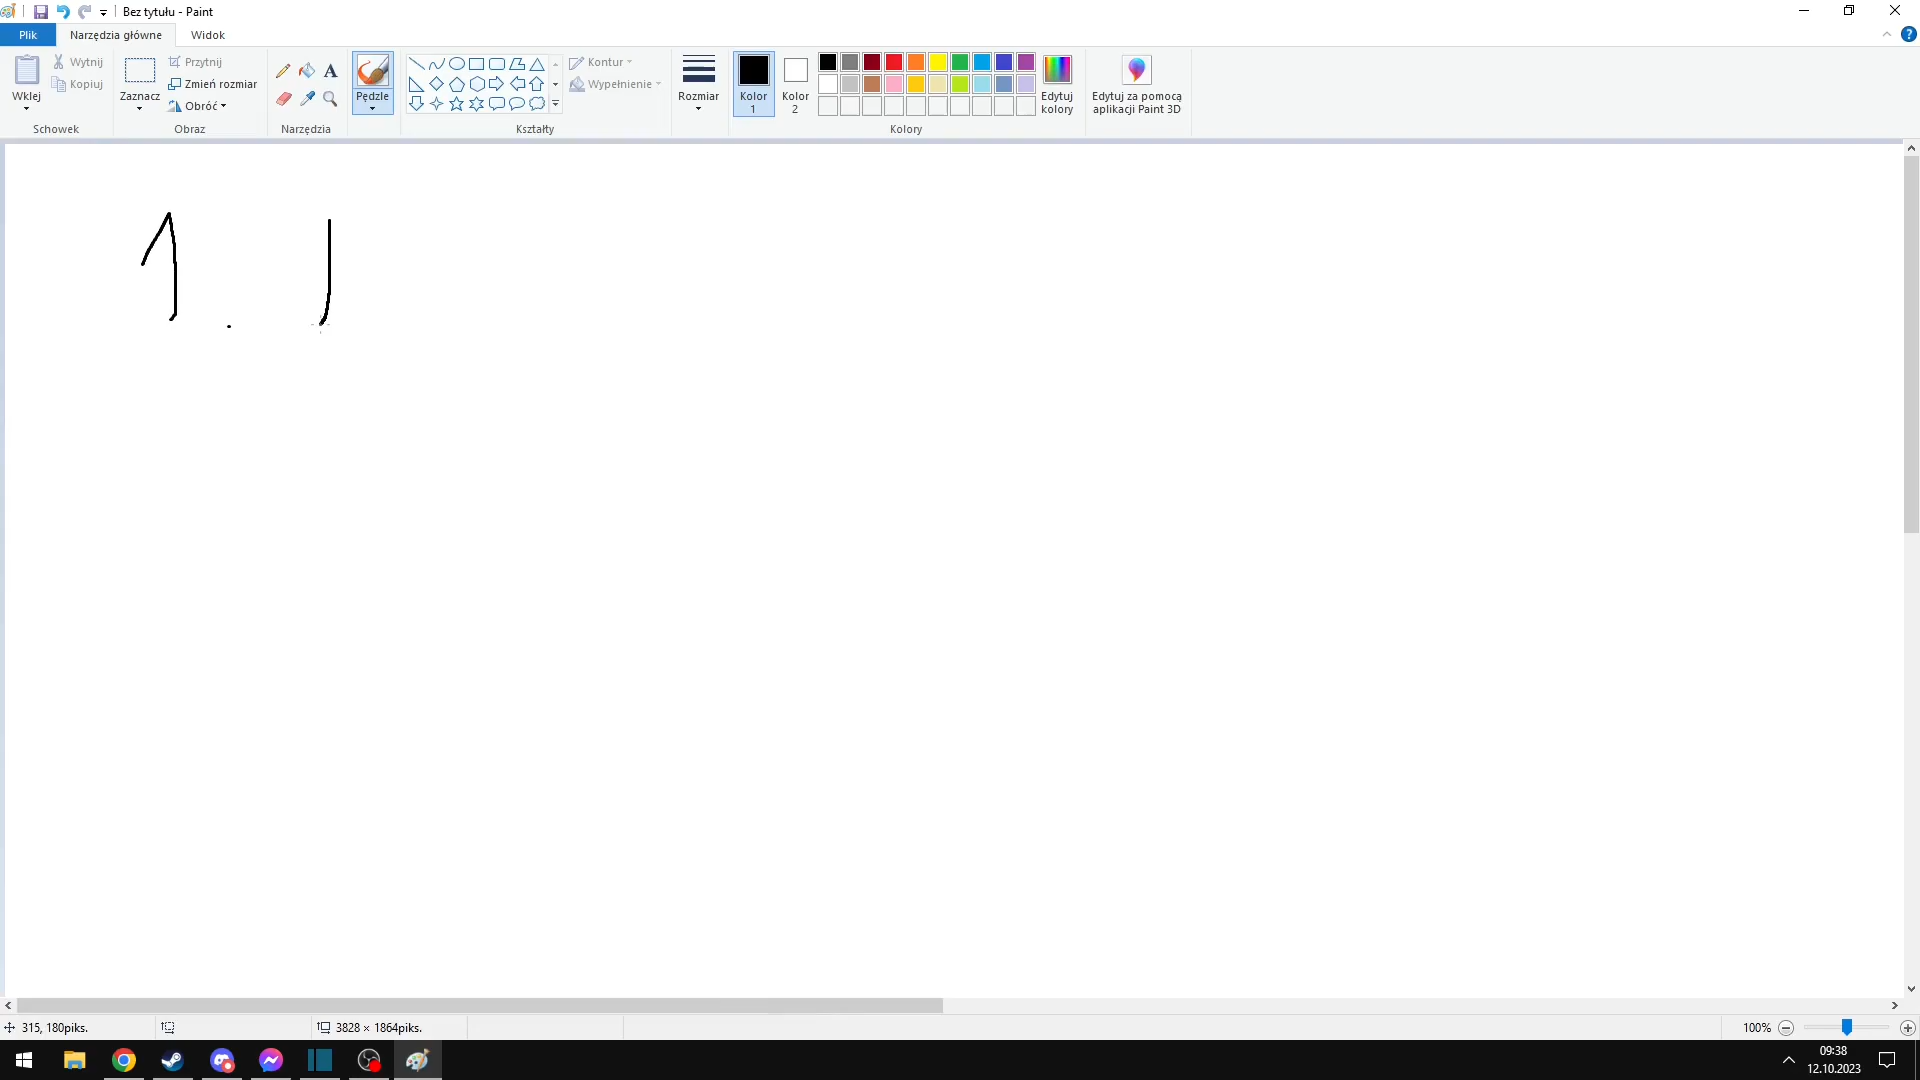 Bez tytułu - Paint
Plik Narzędzia główne Widok
Wklej
Wytnij
Kopiuj
Schowek
Zaznacz
Przytnij
Zmień rozmiar
Obróć
Obraz
A
Narzędzia
Pędzle
Kontur
Wypełnienie
Kształty
Rozmiar
Kolor 1
Kolor 2
Edytuj kolory
Kolory
Edytuj za pomocą aplikacji Paint 3D
1.
315, 180piks.
3828 × 1864piks.
100%
09:38
12.10.2023